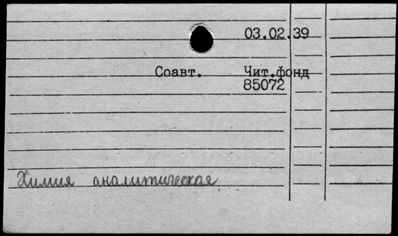 03.02.39
Соавт. Чит.фонд
85072
Химия аналитическая